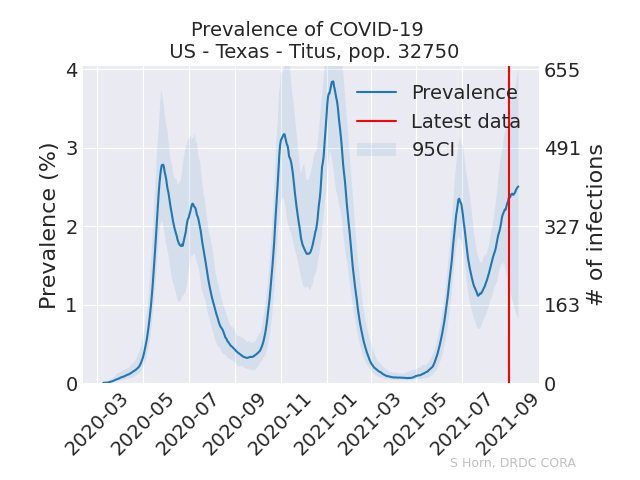 Prevalence of COVID-19
US - Texas - Titus, pop. 32750
Prevalence (%)
4
3
2
1
0
655
491
327
163
0
# of infections
Prevalence
Latest data
95CI
2020-03
2020-05
2020-07
2020-09
2020-11
2021-01
2021-03
2021-05
2021-07
2021-09
S Horn, DRDC CORA